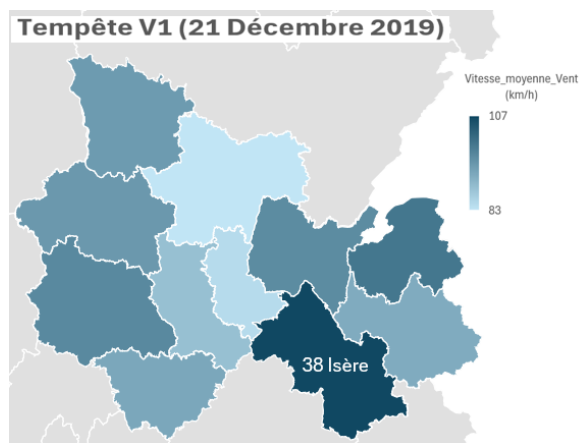 Tempête V1 (21 Décembre 2019)
Vitesse_moyenne_Vent
(km/h)
107
83
38 Isère